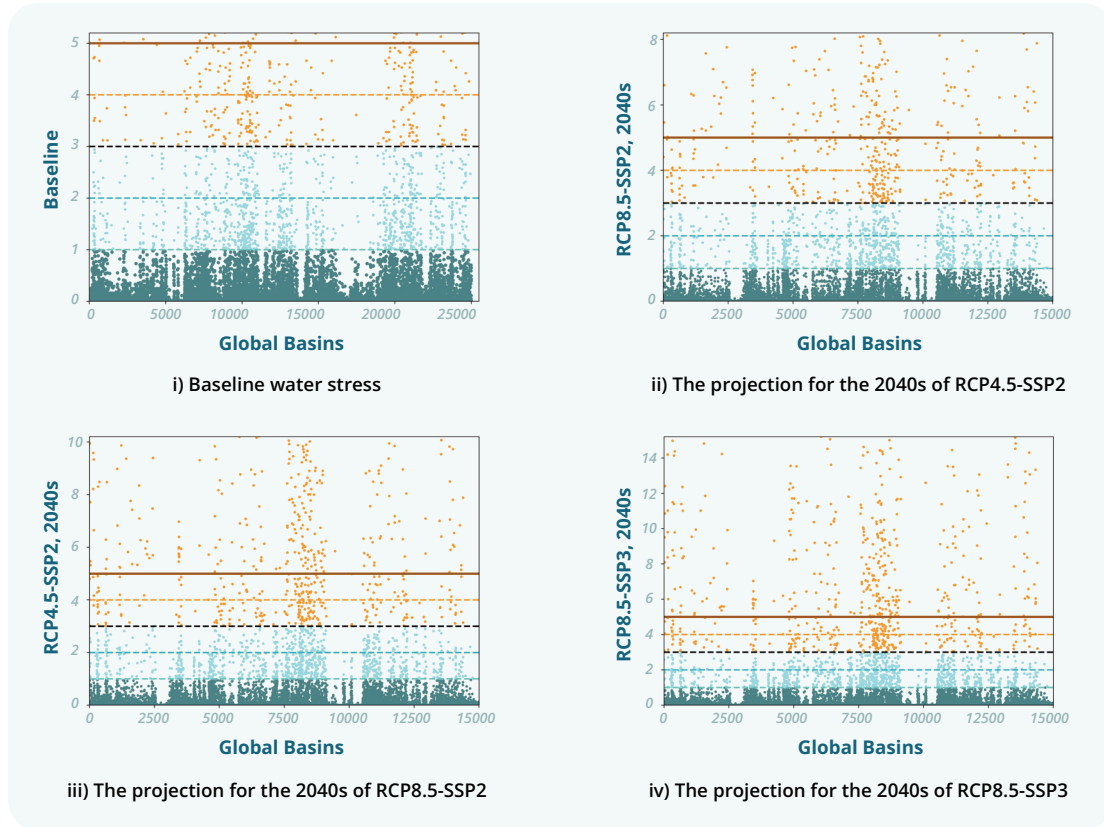 Baseline
5
4
3
2
1
0
0 5000 10000 15000 20000 25000
Global Basins
i) Baseline water stress
RCP8.5-SSP2, 2040s
8
6
4
2
0
0 2500 5000 7500 10000 12500 15000
Global Basins
ii) The projection for the 2040s of RCP4.5-SSP2
RCP4.5-SSP2, 2040s
10
8
6
4
2
0
0 2500 5000 7500 10000 12500 15000
Global Basins
iii) The projection for the 2040s of RCP8.5-SSP2
RCP8.5-SSP3, 2040s
14
12
10
8
6
4
2
0
0 2500 5000 7500 10000 12500 15000
Global Basins
iv) The projection for the 2040s of RCP8.5-SSP3